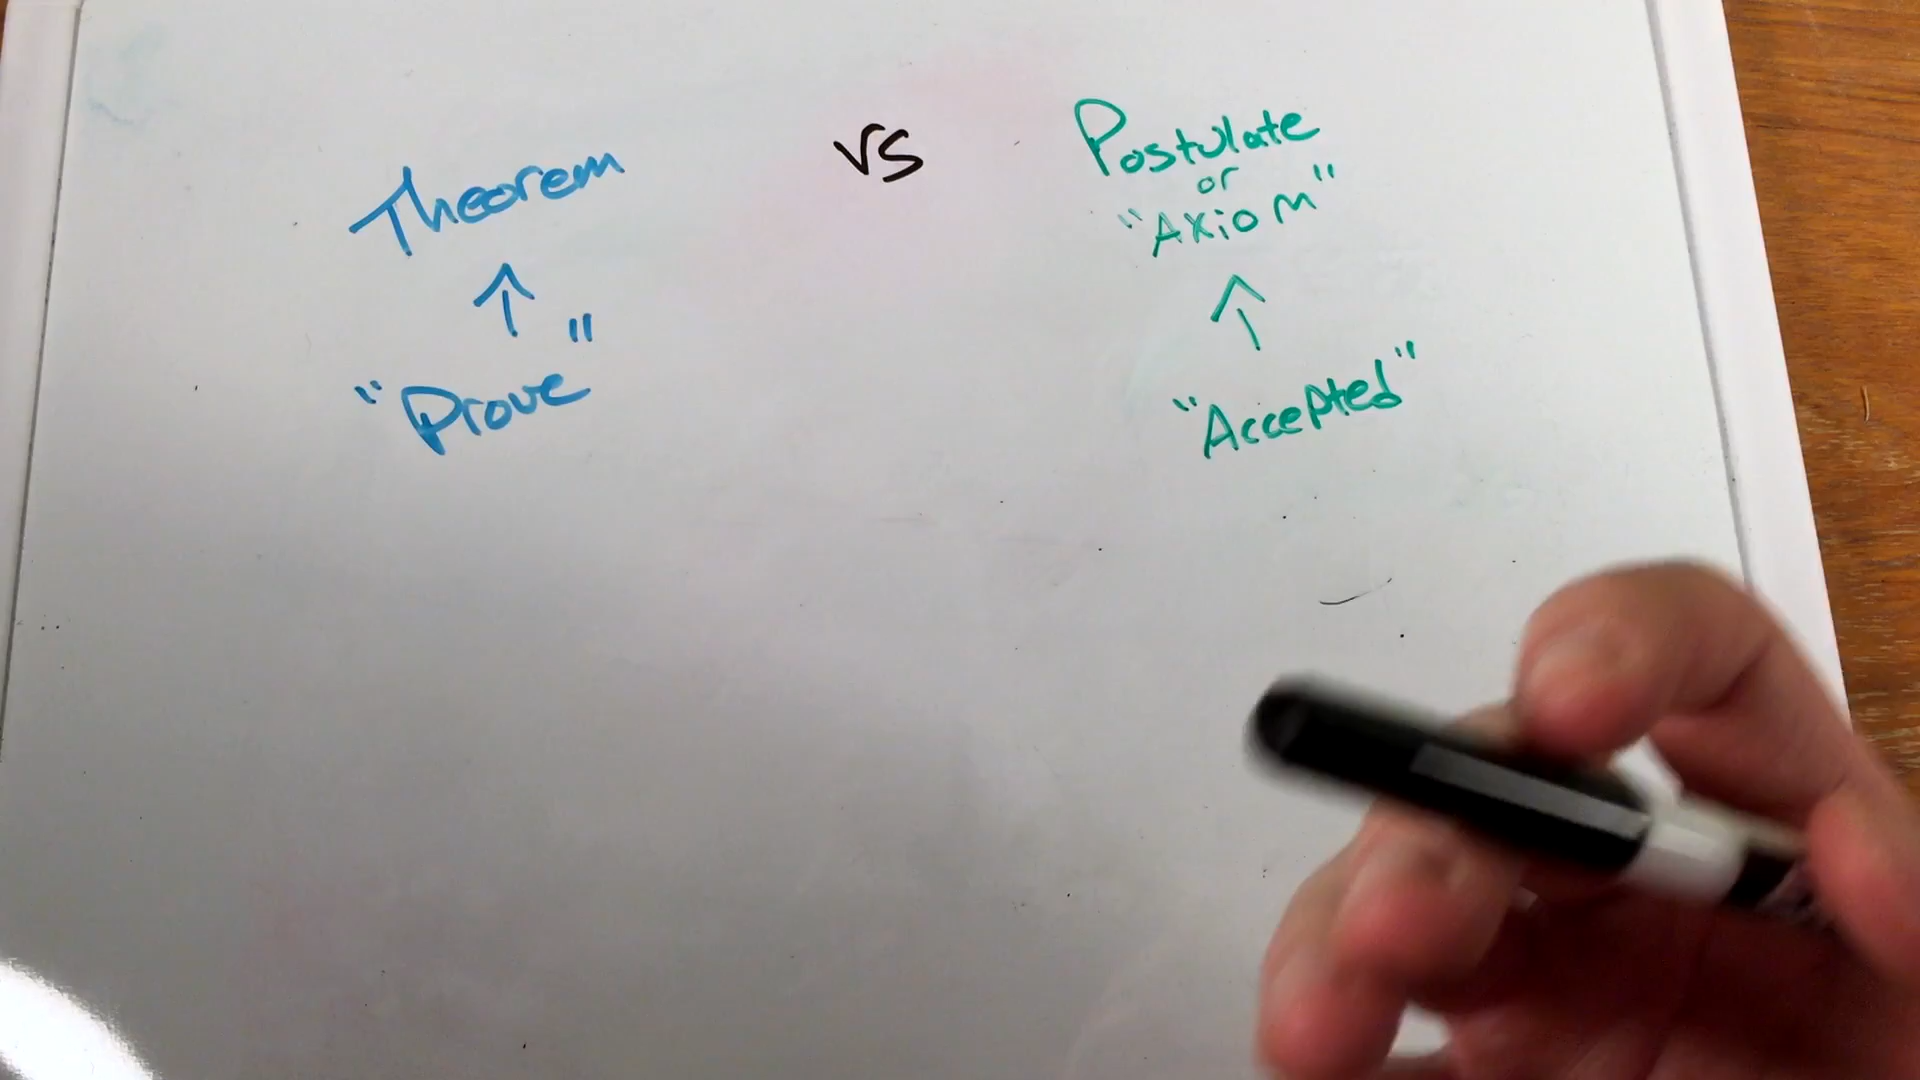 Theorem vs Postulate
or
"Axiom"
"Prove"
"Accepted"